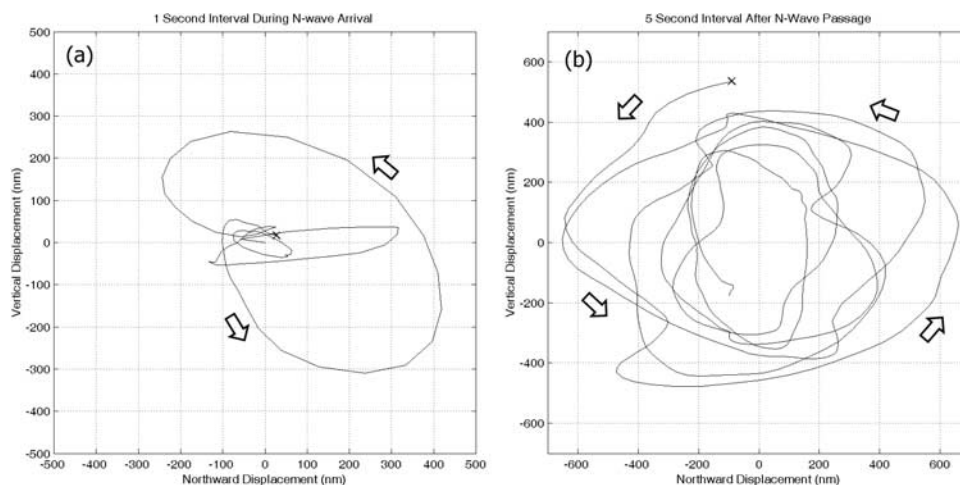 1 Second Interval During N-wave Arrival
(a)
500
400
300
200
100
0
-100
-200
-300
-400
-500
Vertical Displacement (nm)
-500 -400 -300 -200 -100 0 100 200 300 400 500
Northward Displacement (nm)
5 Second Interval After N-Wave Passage
(b)
600
400
200
0
-200
-400
-600
Vertical Displacement (nm)
-600 -400 -200 0 200 400 600
Northward Displacement (nm)